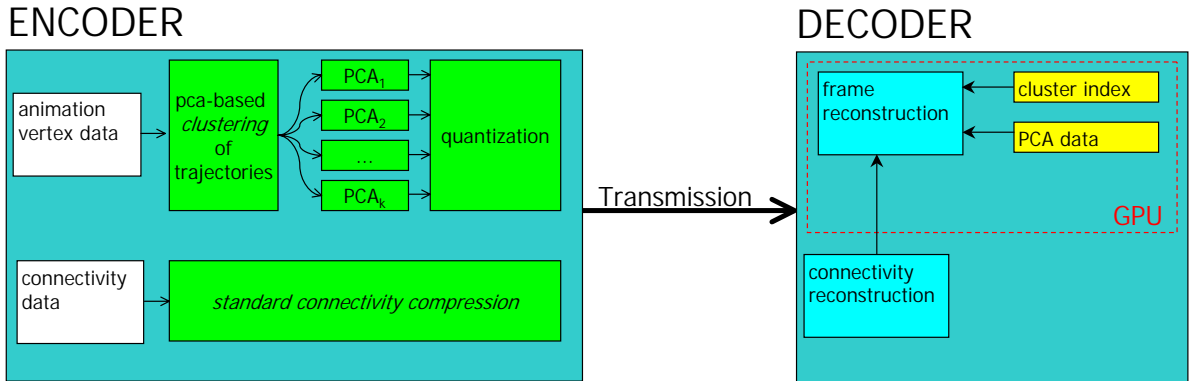 ENCODER
animation
vertex data
pca-based
clustering
of
trajectories
PCA1
PCA2
...
PCAk
quantization
connectivity
data
standard connectivity compression
Transmission
DECODER
frame
reconstruction
cluster index
PCA data
GPU
connectivity
reconstruction